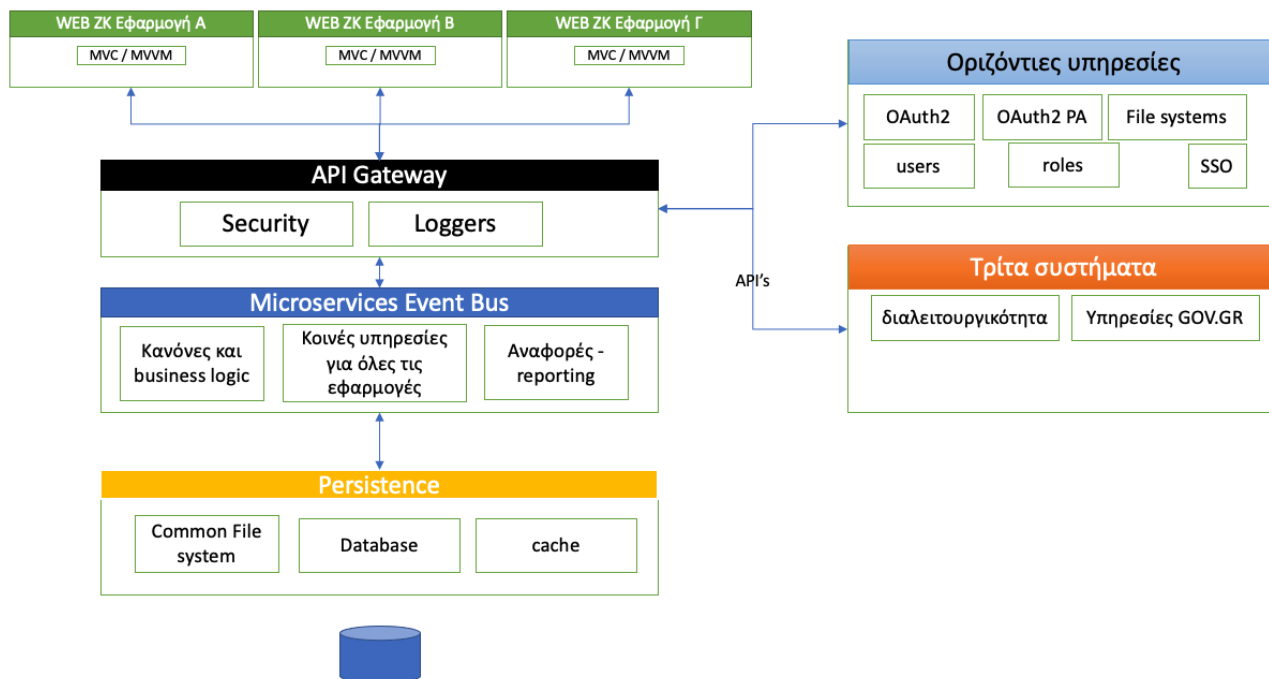 WEB ZK Εφαρμογή Α
MVC / MVVM
WEB ZK Εφαρμογή Β
MVC / MVVM
WEB ZK Εφαρμογή Γ
MVC / MVVM
API Gateway
Security
Loggers
Microservices Event Bus
Κανόνες και
business logic
Κοινές υπηρεσίες
για όλες τις
εφαρμογές
Αναφορές -
reporting
Persistence
Common File
system
Database
cache
Οριζόντιες υπηρεσίες
OAuth2
OAuth2 PA
File systems
users
roles
SSO
API's
Τρίτα συστήματα
διαλειτουργικότητα
Υπηρεσίες GOV.GR